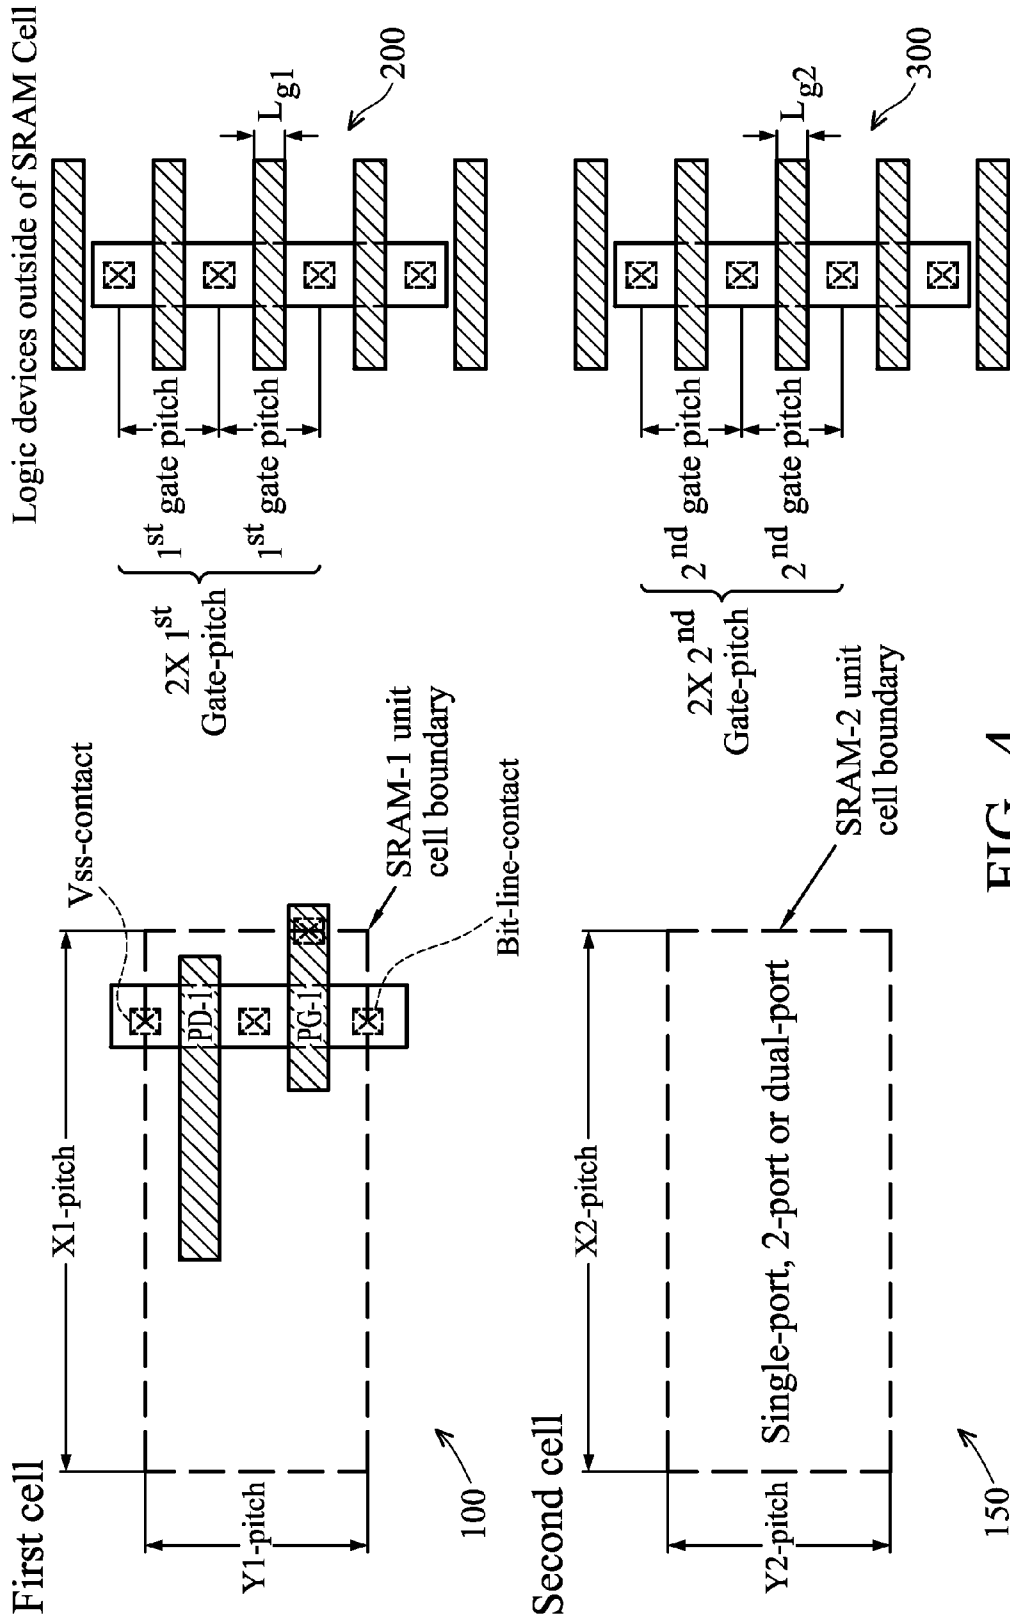 First cell
X1-pitch
Y1-pitch
Vss-contact
PD-1
PG-1
SRAM-1 unit
cell boundary
Bit-line-contact
100
Logic devices outside of SRAM Cell
2X 1st
Gate-pitch
1st gate pitch
1st gate pitch
Lg1
200
Second cell
X2-pitch
Y2-pitch
Single-port, 2-port or dual-port
SRAM-2 unit
cell boundary
150
2X 2nd
Gate-pitch
2nd gate pitch
2nd gate pitch
Lg2
300
FIG. 4